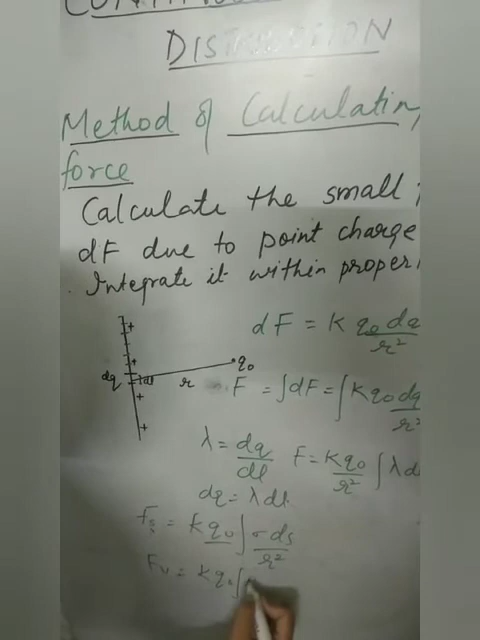 DISTRIBUTION
Method of Calculating
force
Calculate the small
dF due to point charge
Integrate it within proper
dF = K q₀ dq / r²
dq dl r q₀
F = ∫dF = ∫ K q₀ dq / r²
λ = dq / dl F = K q₀ / r² ∫ λ d
dq = λ dl
Fₛ = K q₀ ∫ σ ds / r²
Fᵥ = K q₀ ∫